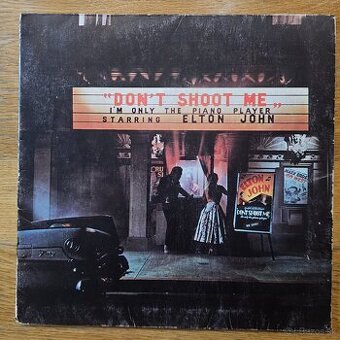 "DON'T SHOOT ME
I'M ONLY THE PIANO PLAYER"
STARRING ELTON JOHN
ELTON
JOHN
DON'T SHOOT ME